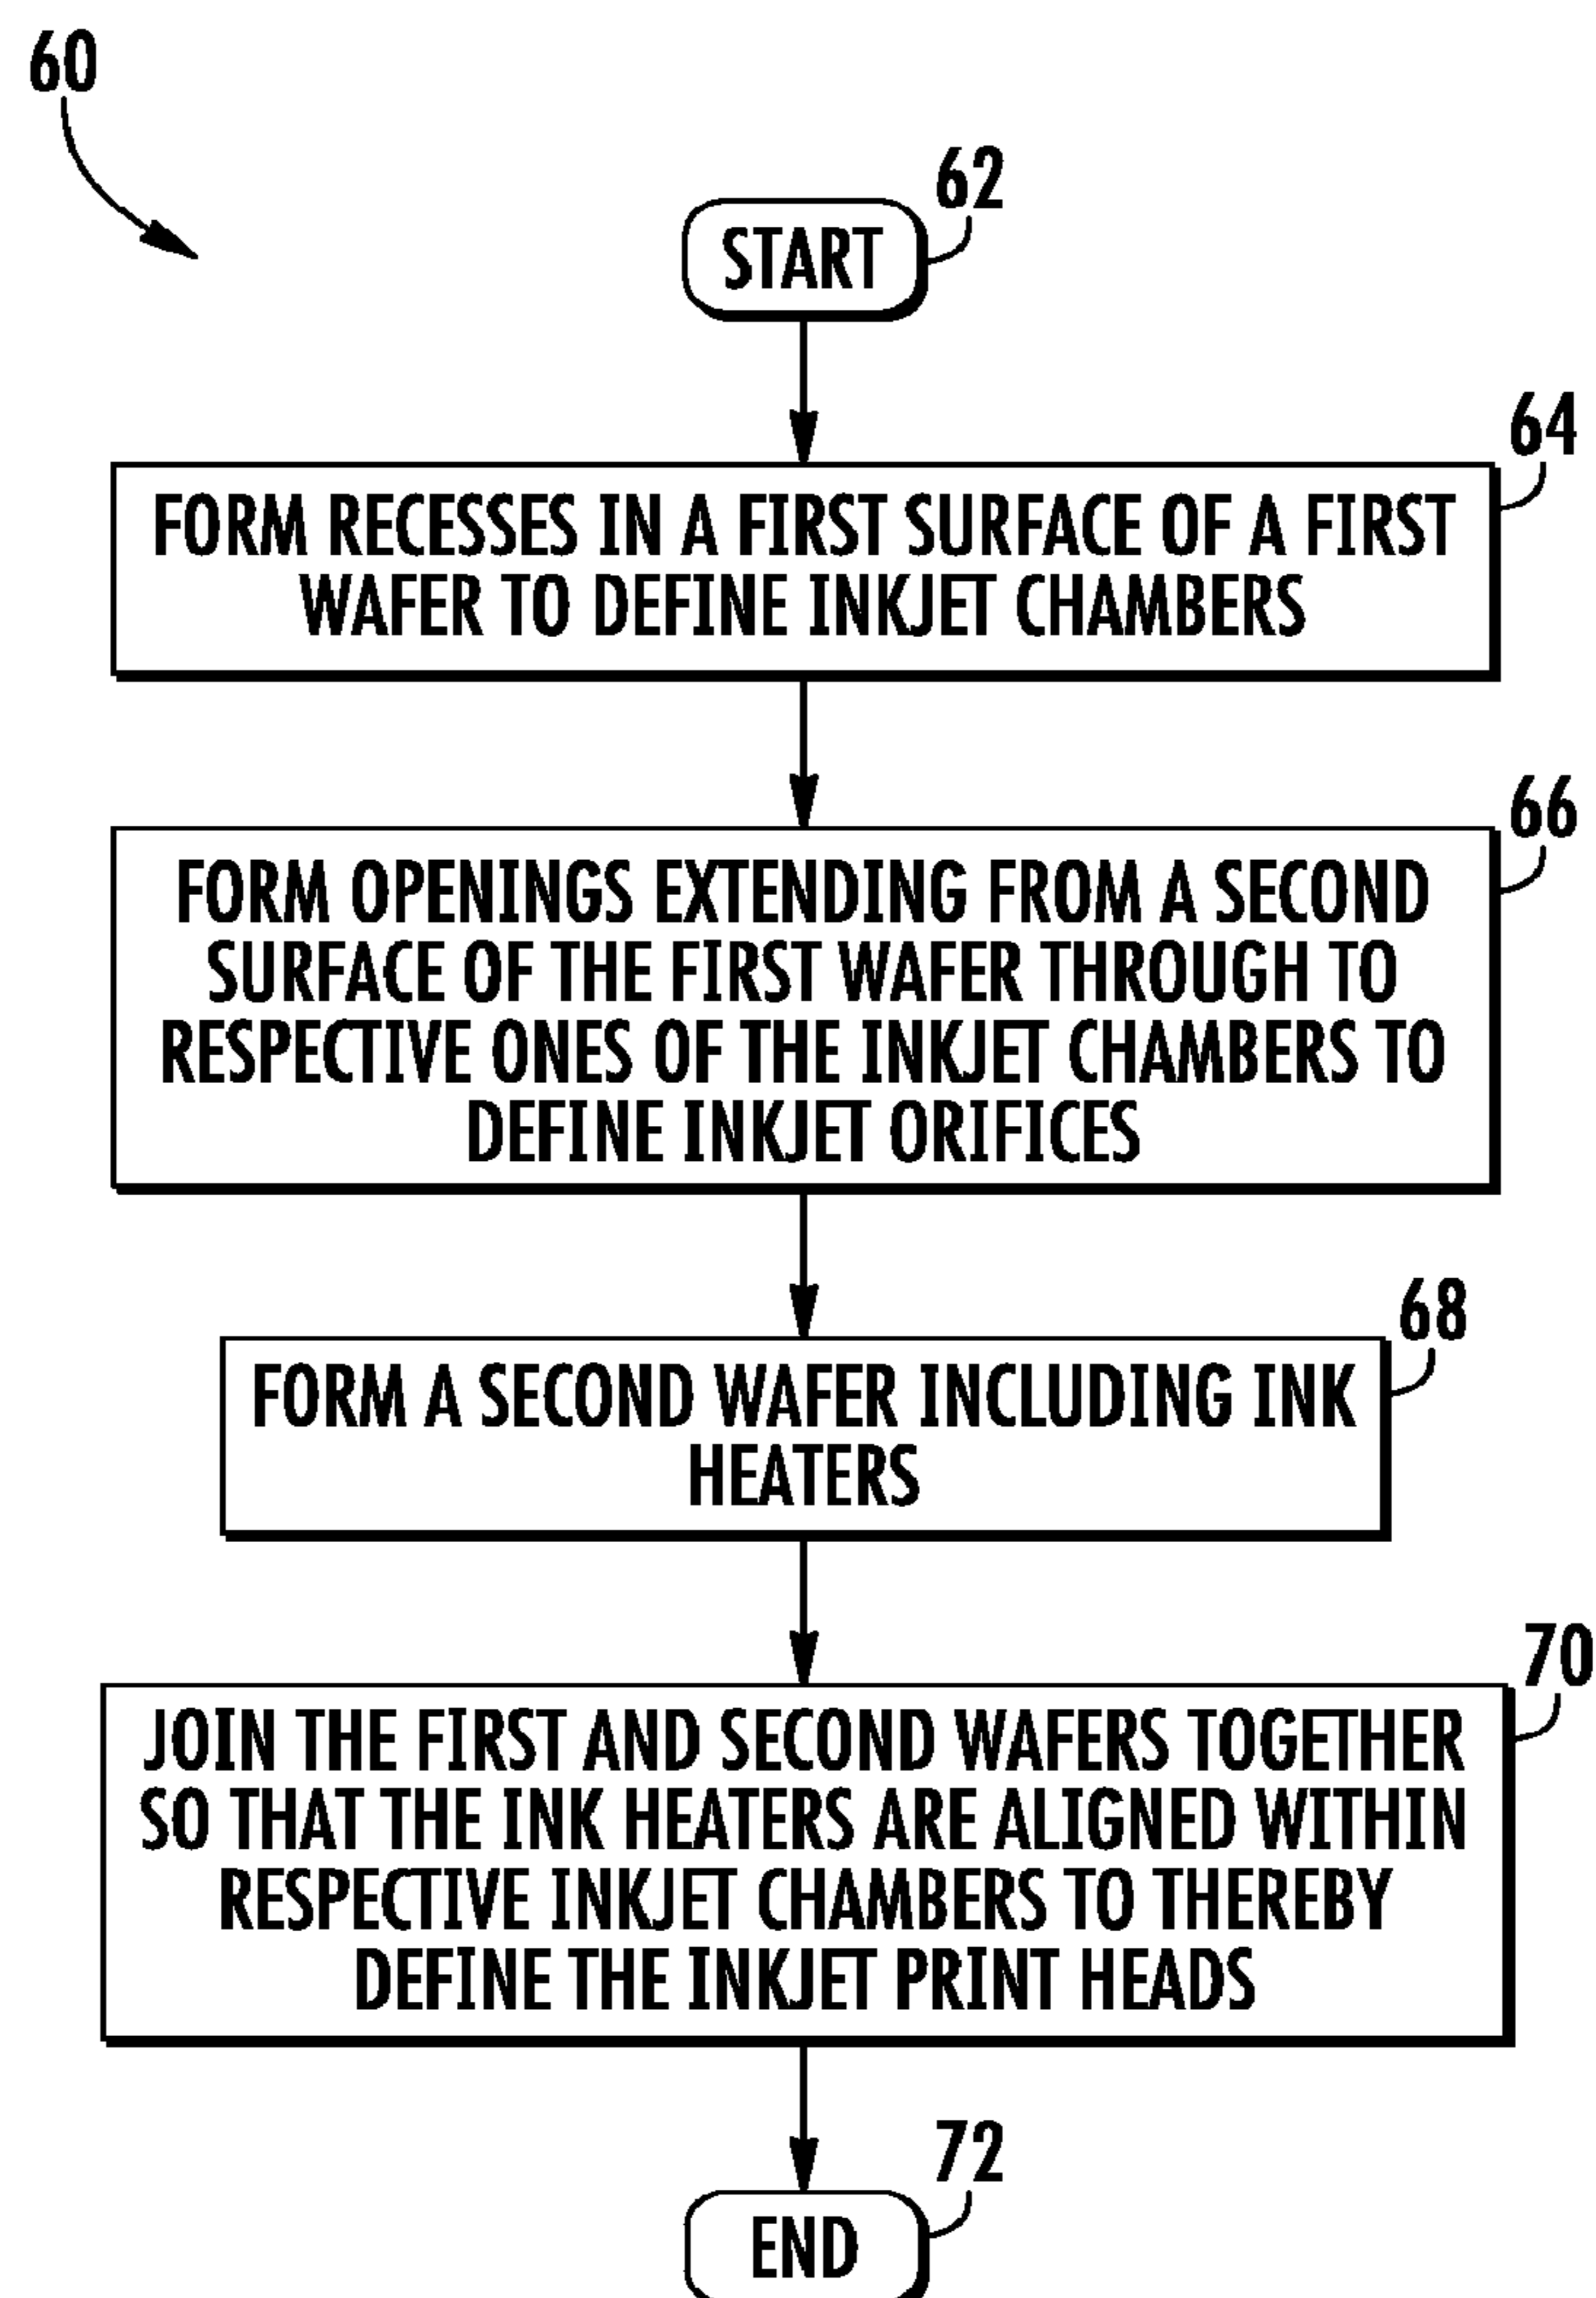 60
62
START
64
FORM RECESSES IN A FIRST SURFACE OF A FIRST
WAFER TO DEFINE INKJET CHAMBERS
66
FORM OPENINGS EXTENDING FROM A SECOND
SURFACE OF THE FIRST WAFER THROUGH TO
RESPECTIVE ONES OF THE INKJET CHAMBERS TO
DEFINE INKJET ORIFICES
68
FORM A SECOND WAFER INCLUDING INK
HEATERS
70
JOIN THE FIRST AND SECOND WAFERS TOGETHER
SO THAT THE INK HEATERS ARE ALIGNED WITHIN
RESPECTIVE INKJET CHAMBERS TO THEREBY
DEFINE THE INKJET PRINT HEADS
72
END